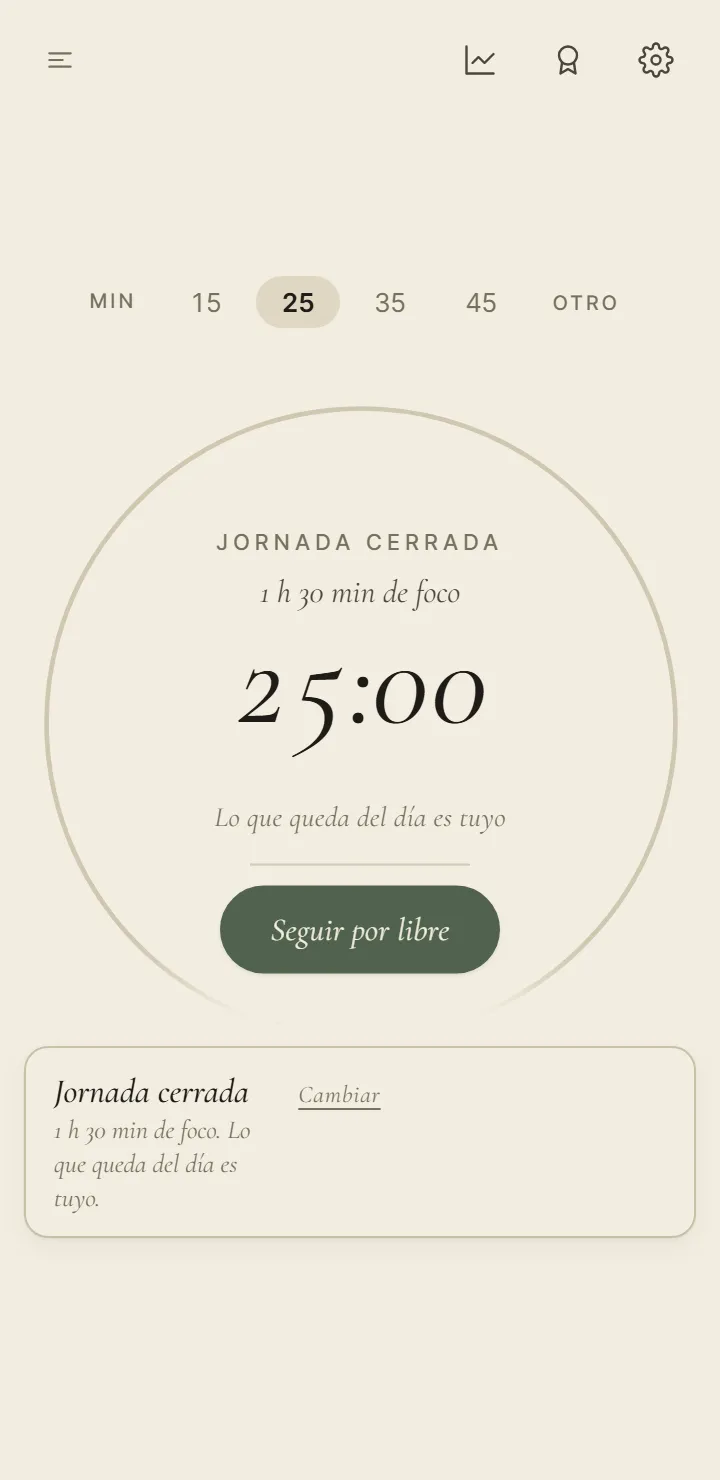 MIN 15 25 35 45 OTRO
JORNADA CERRADA
1 h 30 min de foco
25:00
Lo que queda del día es tuyo
Seguir por libre
Jornada cerrada Cambiar
1 h 30 min de foco. Lo
que queda del día es
tuyo.